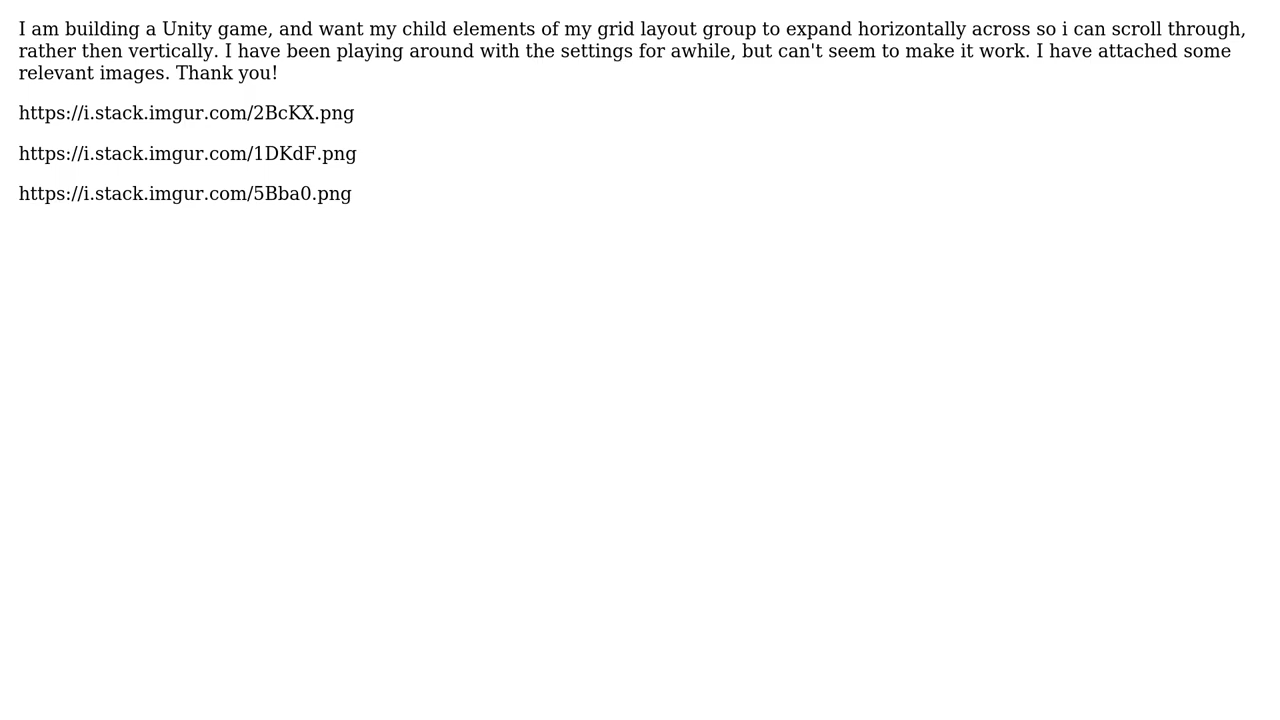 I am building a Unity game, and want my child elements of my grid layout group to expand horizontally across so i can scroll through,
rather then vertically. I have been playing around with the settings for awhile, but can't seem to make it work. I have attached some
relevant images. Thank you!
https://i.stack.imgur.com/2BcKX.png
https://i.stack.imgur.com/1DKdF.png
https://i.stack.imgur.com/5Bba0.png